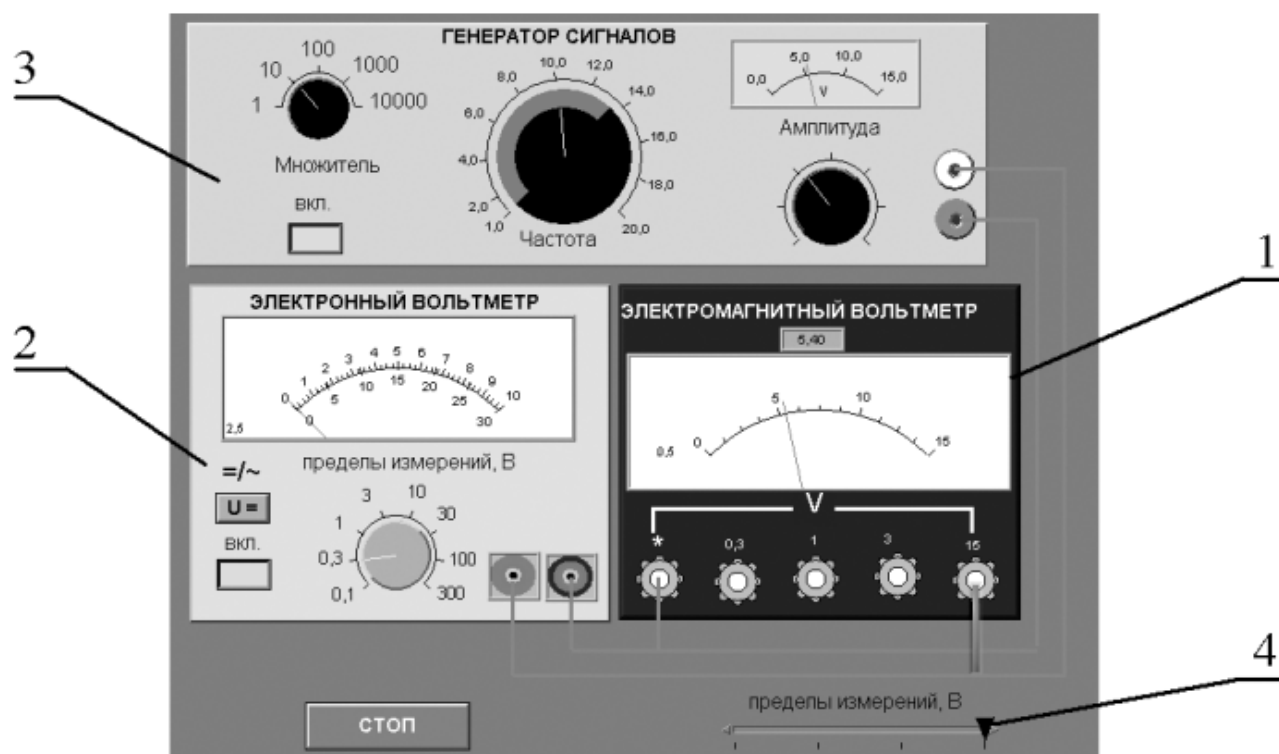 ГЕНЕРАТОР СИГНАЛОВ
1 10 100 1000 10000
Множитель
ВКЛ.
1,0 2,0 4,0 6,0 8,0 10,0 12,0 14,0 16,0 18,0 20,0
Частота
0,0 5,0 10,0 15,0
V
Амплитуда
3
ЭЛЕКТРОННЫЙ ВОЛЬТМЕТР
0 1 2 3 4 5 6 7 8 9 10
0 5 10 15 20 25 30
2,5
=/~
U =
ВКЛ.
пределы измерений, В
0,1 0,3 1 3 10 30 100 300
2
ЭЛЕКТРОМАГНИТНЫЙ ВОЛЬТМЕТР
5,40
0 5 10 15
0,5
V
* 0,3 1 3 15
1
СТОП
пределы измерений, В
4